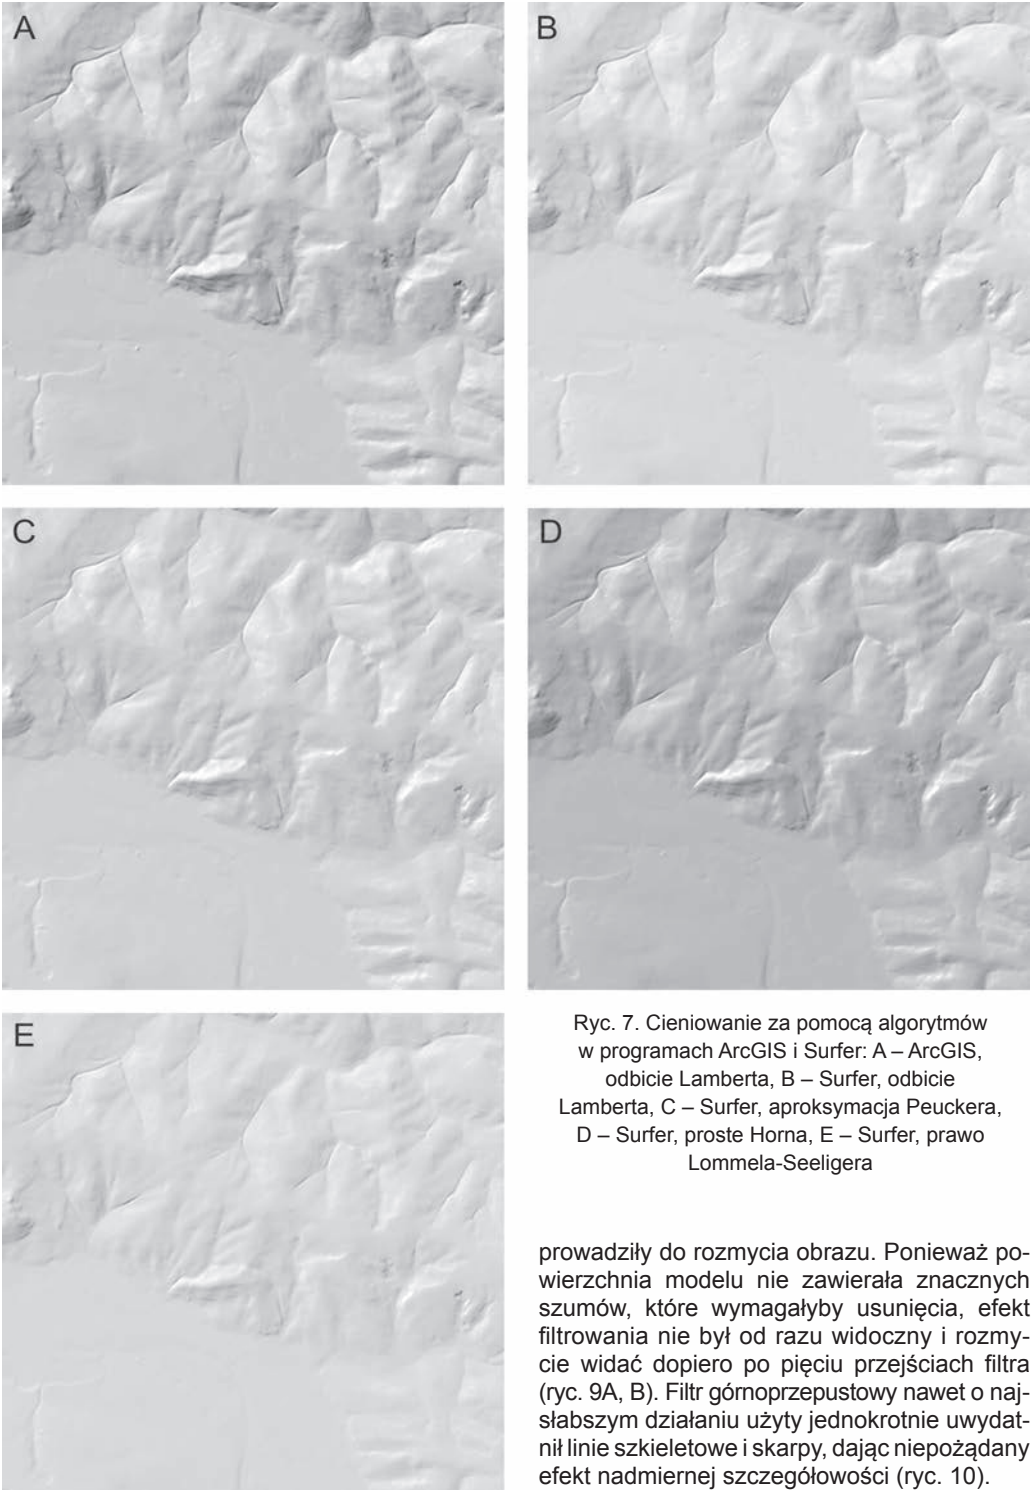 A
B
C
D
E
Ryc. 7. Cieniowanie za pomocą algorytmów
w programach ArcGIS i Surfer: A – ArcGIS,
odbicie Lamberta, B – Surfer, odbicie
Lamberta, C – Surfer, aproksymacja Peuckera,
D – Surfer, proste Horna, E – Surfer, prawo
Lommela-Seeligera
prowadziły do rozmycia obrazu. Ponieważ po-
wierzchnia modelu nie zawierała znacznych
szumów, które wymagałyby usunięcia, efekt
filtrowania nie był od razu widoczny i rozmy-
cie widać dopiero po pięciu przejściach filtra
(ryc. 9A, B). Filtr górnoprzepustowy nawet o naj-
słabszym działaniu użyty jednokrotnie uwydat-
nił linie szkieletowe i skarpy, dając niepożądany
efekt nadmiernej szczegółowości (ryc. 10).